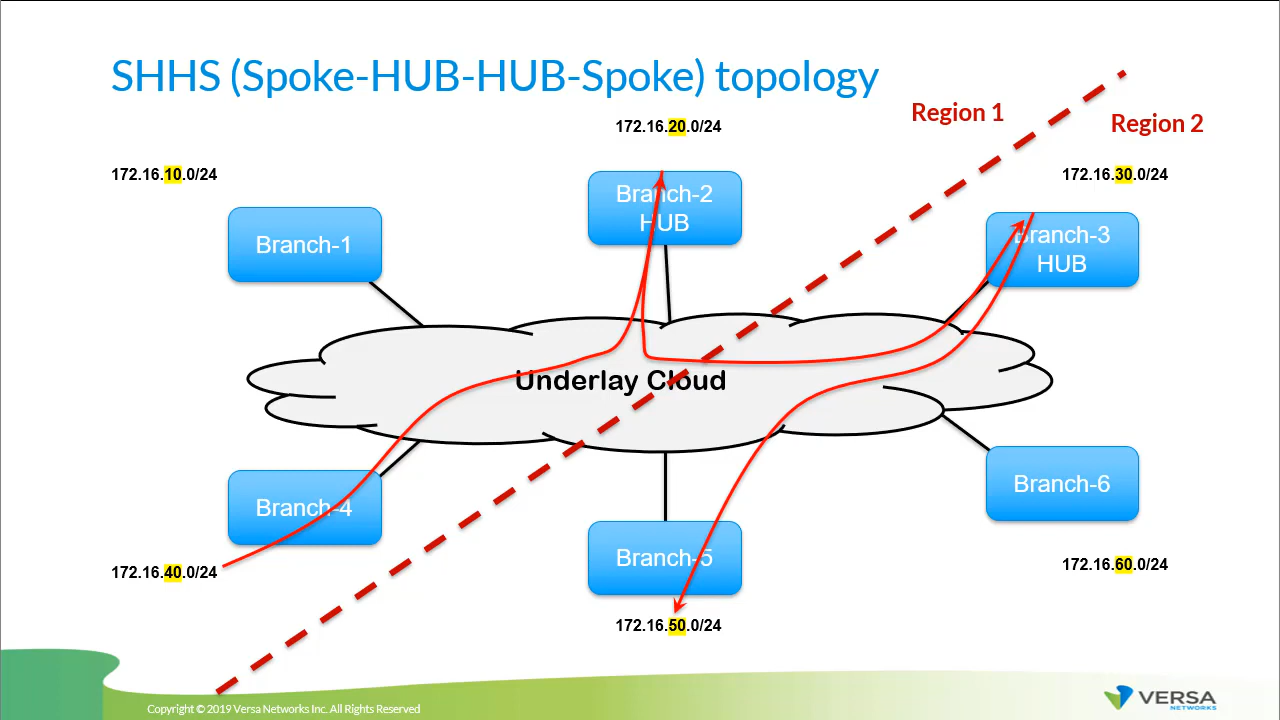 SHHS (Spoke-HUB-HUB-Spoke) topology
Region 1
Region 2
172.16.20.0/24
172.16.10.0/24
172.16.30.0/24
Branch-2
HUB
Branch-1
Branch-3
HUB
Underlay Cloud
Branch-4
Branch-5
Branch-6
172.16.40.0/24
172.16.60.0/24
172.16.50.0/24
Copyright © 2019 Versa Networks Inc. All Rights Reserved
VERSA
NETWORKS